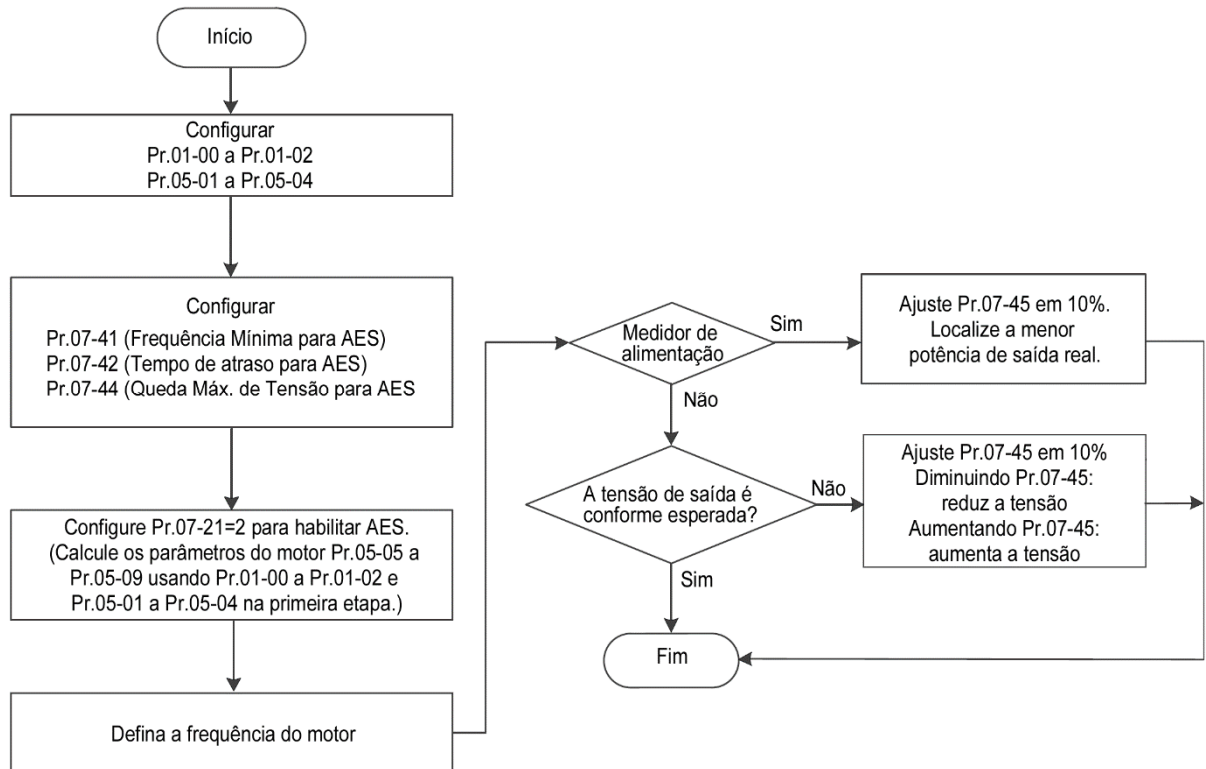 Início
Configurar
Pr.01-00 a Pr.01-02
Pr.05-01 a Pr.05-04
Configurar
Pr.07-41 (Frequência Mínima para AES)
Pr.07-42 (Tempo de atraso para AES)
Pr.07-44 (Queda Máx. de Tensão para AES
Configure Pr.07-21=2 para habilitar AES.
(Calcule os parâmetros do motor Pr.05-05 a
Pr.05-09 usando Pr.01-00 a Pr.01-02 e
Pr.05-01 a Pr.05-04 na primeira etapa.)
Defina a frequência do motor
Medidor de
alimentação
Sim
Ajuste Pr.07-45 em 10%.
Localize a menor
potência de saída real.
Não
A tensão de saída é
conforme esperada?
Não
Ajuste Pr.07-45 em 10%
Diminuindo Pr.07-45:
reduz a tensão
Aumentando Pr.07-45:
aumenta a tensão
Sim
Fim